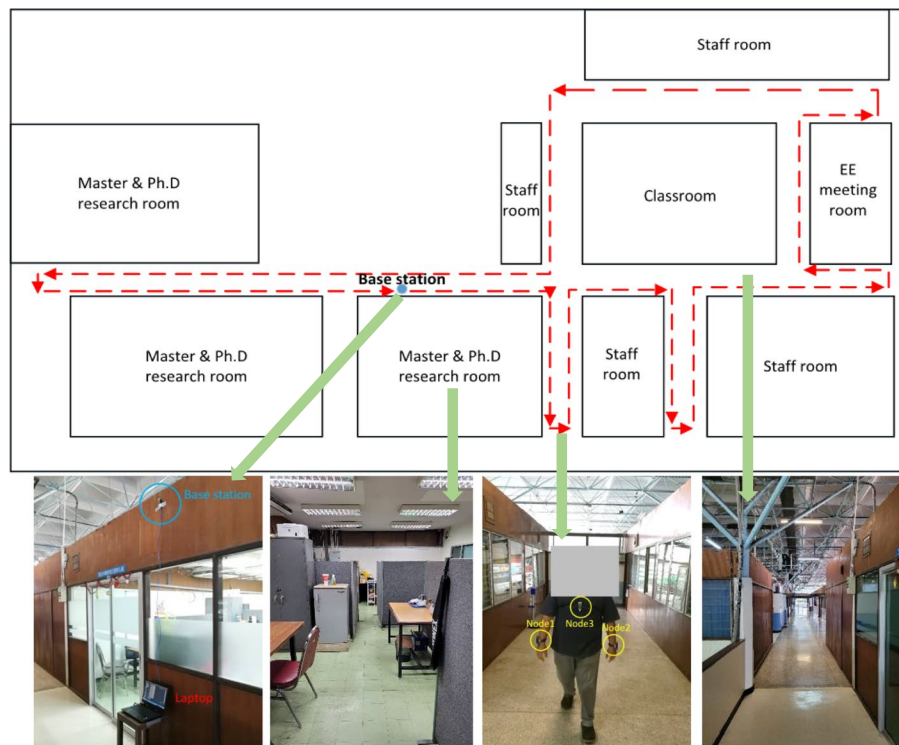 Staff room
Master & Ph.D
research room
Staff
room
Classroom
EE
meeting
room
Base station
Master & Ph.D
research room
Master & Ph.D
research room
Staff
room
Staff room
Base station
Laptop
Node1
Node3
Node2